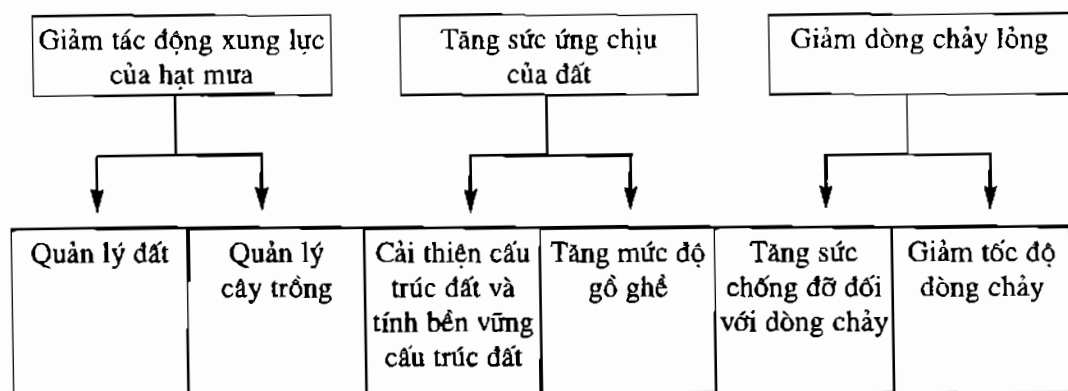 Giảm tác động xung lực
của hạt mưa
Tăng sức ứng chịu
của đất
Giảm dòng chảy lỏng
Quản lý đất
Quản lý
cây trồng
Cải thiện cấu
trúc đất và
tính bền vững
cấu trúc đất
Tăng mức độ
gồ ghề
Tăng sức
chống đỡ đối
với dòng chảy
Giảm tốc độ
dòng chảy